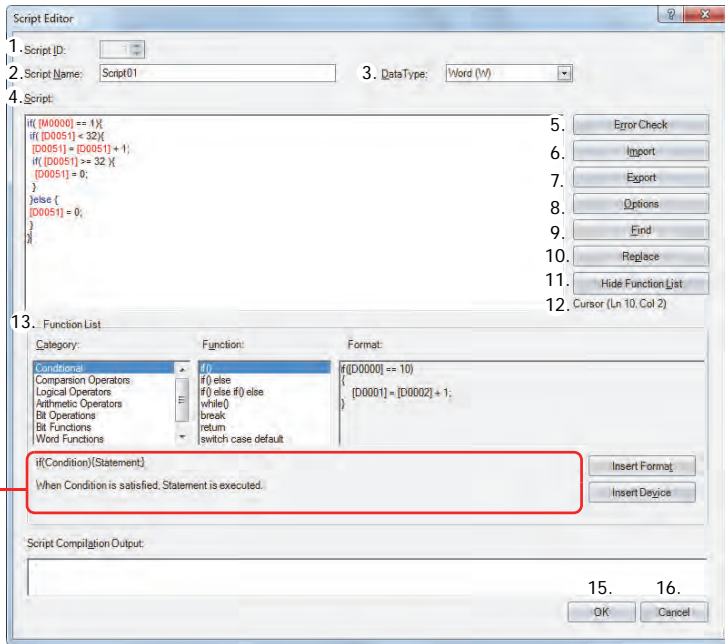 Script Editor
1. Script ID: 1
2. Script Name: Script01 3. DataType: Word (W)
4. Script:
if( [M0000] == 1){
if( [D0051] < 32){
[D0051] = [D0051] + 1;
if( [D0051] >= 32 ){
[D0051] = 0;
}
}else {
[D0051] = 0;
}
}
5. Error Check
6. Import
7. Export
8. Options
9. Find
10. Replace
11. Hide Function List
12. Cursor (Ln 10, Col 2)
13. Function List
Category: Function: Format:
Conditional
Comparsion Operators
Logical Operators
Arithmetic Operators
Bit Operations
Bit Functions
Word Functions
if()
if() else
if() else if() else
while()
break
return
switch case default
if([D0000] == 10)
{
[D0001] = [D0002] + 1;
}
if(Condition){Statement;}
When Condition is satisfied, Statement is executed.
Insert Format
Insert Device
Script Compilation Output:
15. OK 16. Cancel